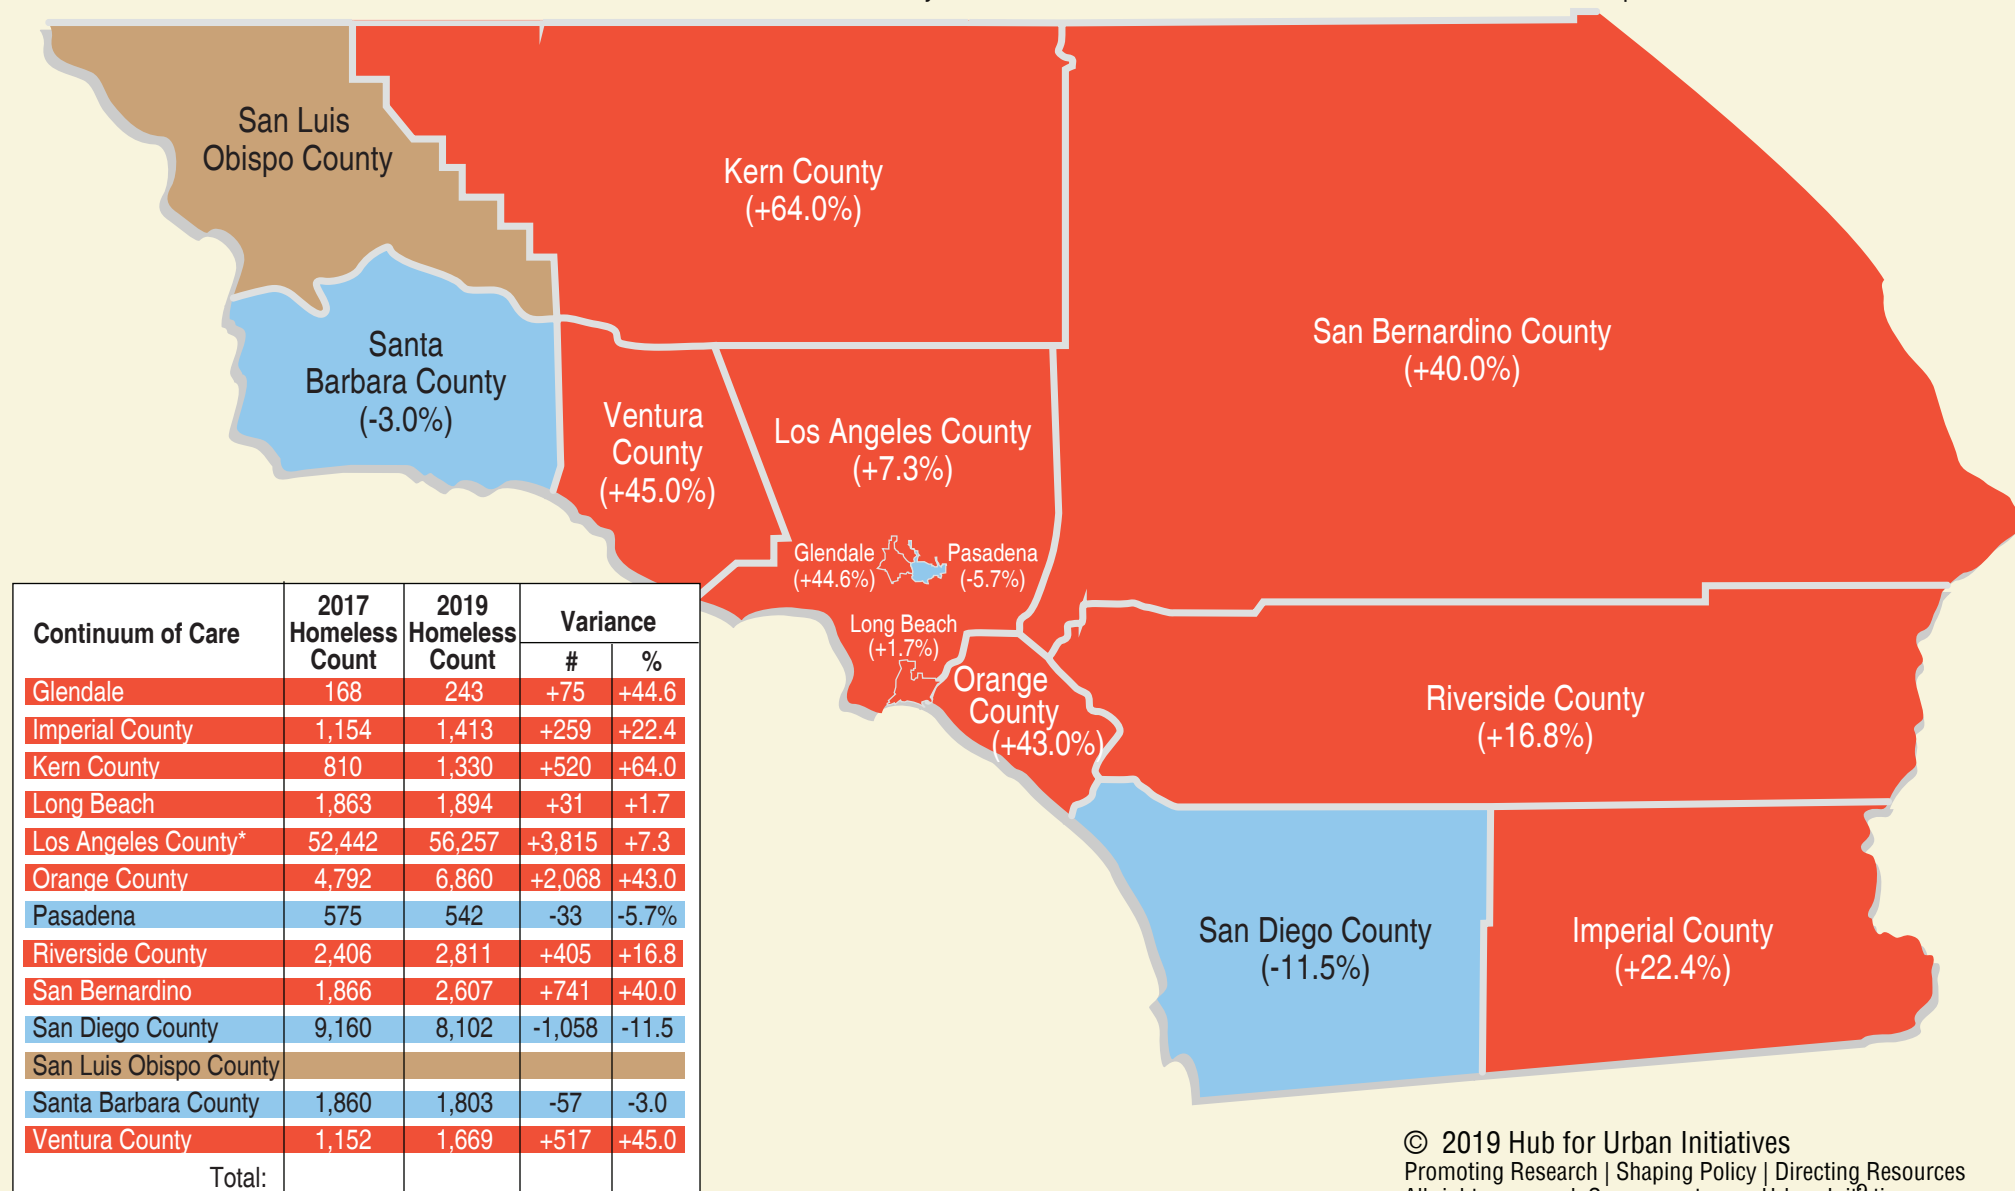 San Luis
Obispo County
Kern County
(+64.0%)
San Bernardino County
(+40.0%)
Santa
Barbara County
(-3.0%)
Ventura
County
(+45.0%)
Los Angeles County
(+7.3%)
Glendale
(+44.6%)
Pasadena
(-5.7%)
Long Beach
(+1.7%)
Orange
County
(+43.0%)
Riverside County
(+16.8%)
San Diego County
(-11.5%)
Imperial County
(+22.4%)
Continuum of Care 2017 Homeless Count 2019 Homeless Count Variance
# %
Glendale 168 243 +75 +44.6
Imperial County 1,154 1,413 +259 +22.4
Kern County 810 1,330 +520 +64.0
Long Beach 1,863 1,894 +31 +1.7
Los Angeles County* 52,442 56,257 +3,815 +7.3
Orange County 4,792 6,860 +2,068 +43.0
Pasadena 575 542 -33 -5.7%
Riverside County 2,406 2,811 +405 +16.8
San Bernardino 1,866 2,607 +741 +40.0
San Diego County 9,160 8,102 -1,058 -11.5
San Luis Obispo County
Santa Barbara County 1,860 1,803 -57 -3.0
Ventura County 1,152 1,669 +517 +45.0
Total:
© 2019 Hub for Urban Initiatives
Promoting Research | Shaping Policy | Directing Resources